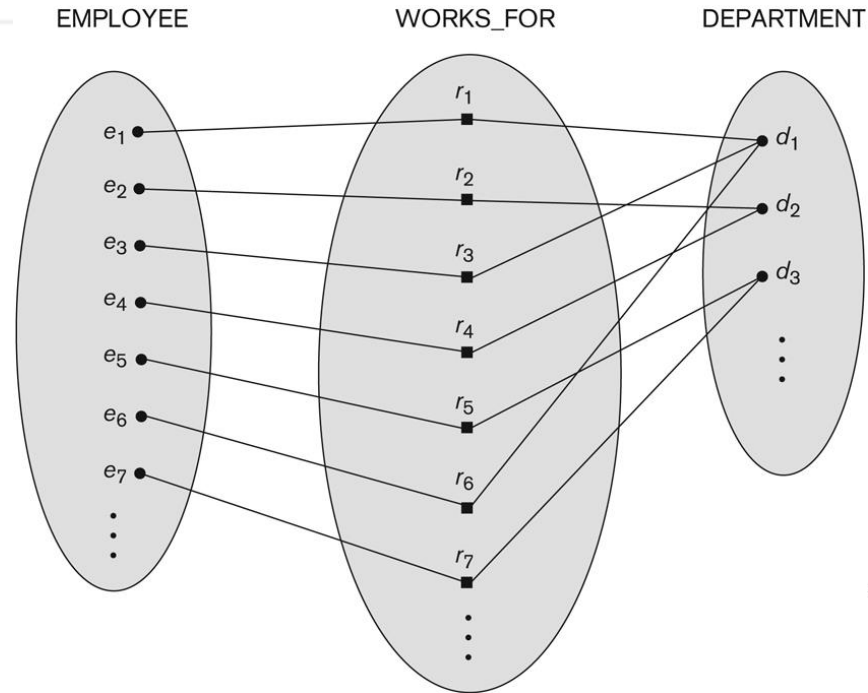 EMPLOYEE
WORKS_FOR
DEPARTMENT
e₁
e₂
e₃
e₄
e₅
e₆
e₇
r₁
r₂
r₃
r₄
r₅
r₆
r₇
d₁
d₂
d₃